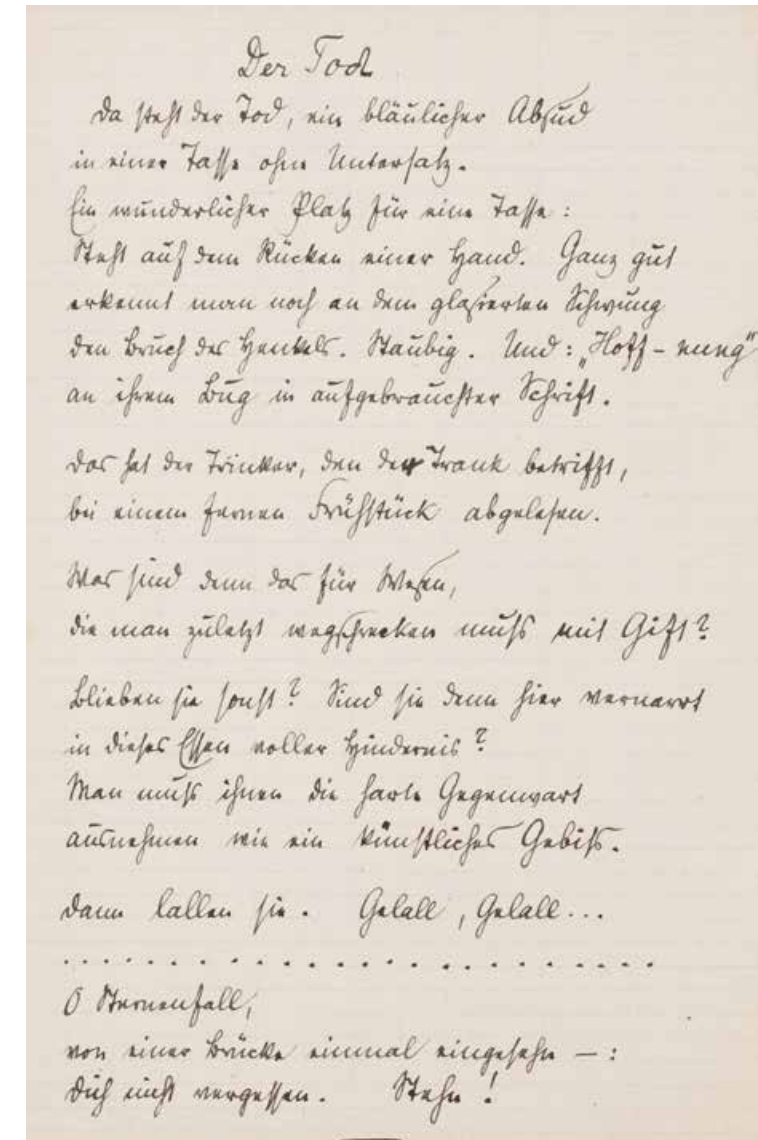 Der Tod
Da steht der Tod, ein bläulicher Absud
in einer Tasse ohne Untersatz.
Ein wunderlicher Platz für eine Tasse:
Steht auf dem Rücken einer Hand. Ganz gut
erkennt man noch an dem glasierten Schwung
den Bruch des Henkels. Staubig. Und: „Hoff-nung"
an ihrem Bug in aufgebrauchter Schrift.
Das hat der Trinker, den der Trank betrifft,
bei einem fernen Frühstück abgelesen.
Was sind denn das für Wesen,
die man zuletzt wegschrecken muß mit Gift?
Blieben sie sonst? Sind sie denn hier vernarrt
in dieses Essen voller Hindernis?
Man muß ihnen die harte Gegenwart
ausnehmen wie ein künstliches Gebiß.
Dann lallen sie. Gelall, Gelall...
. . . . . . . . . . . . . . . . . . . . . . . .
O Sternenfall,
von einer Brücke einmal eingesehn –:
Dich nicht vergessen. Stehn!